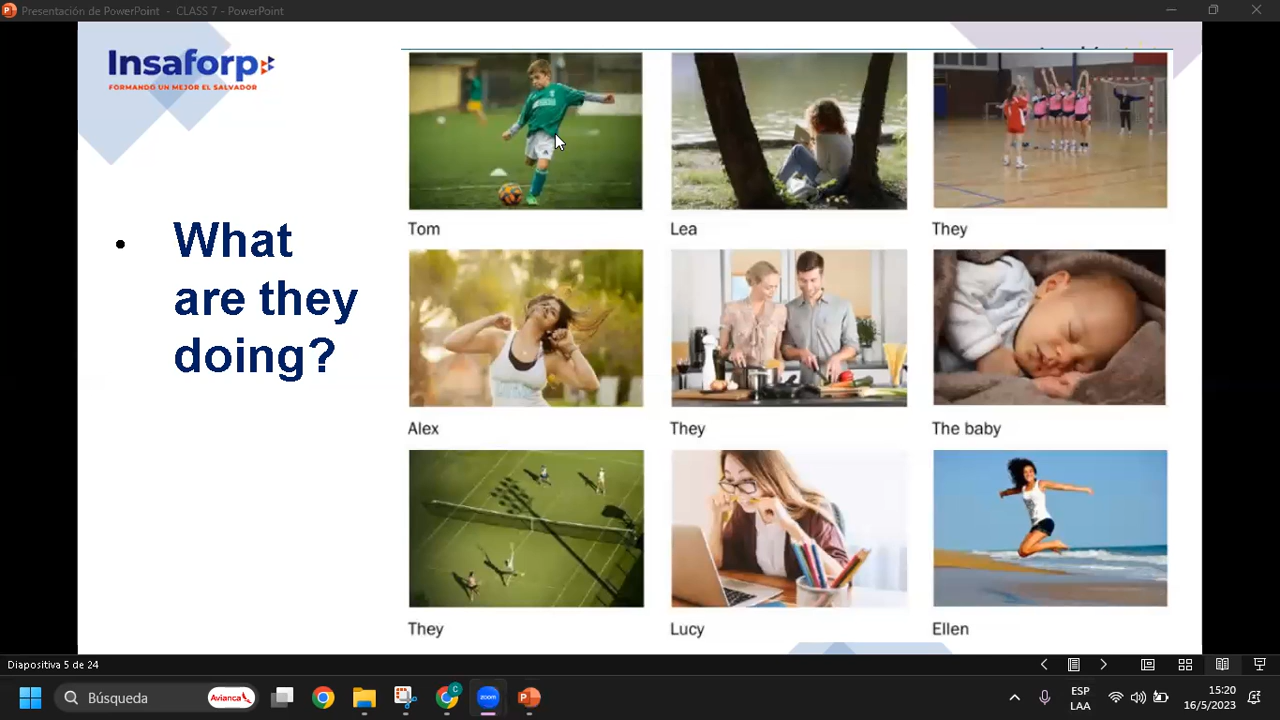 Presentación de PowerPoint - CLASS 7 - PowerPoint
Insaforp
FORMANDO UN MEJOR EL SALVADOR
• What
are they
doing?
Tom
Lea
They
Alex
They
The baby
They
Lucy
Ellen
Diapositiva 5 de 24
Búsqueda
Avianca
zoom
ESP
LAA
15:20
16/5/2023